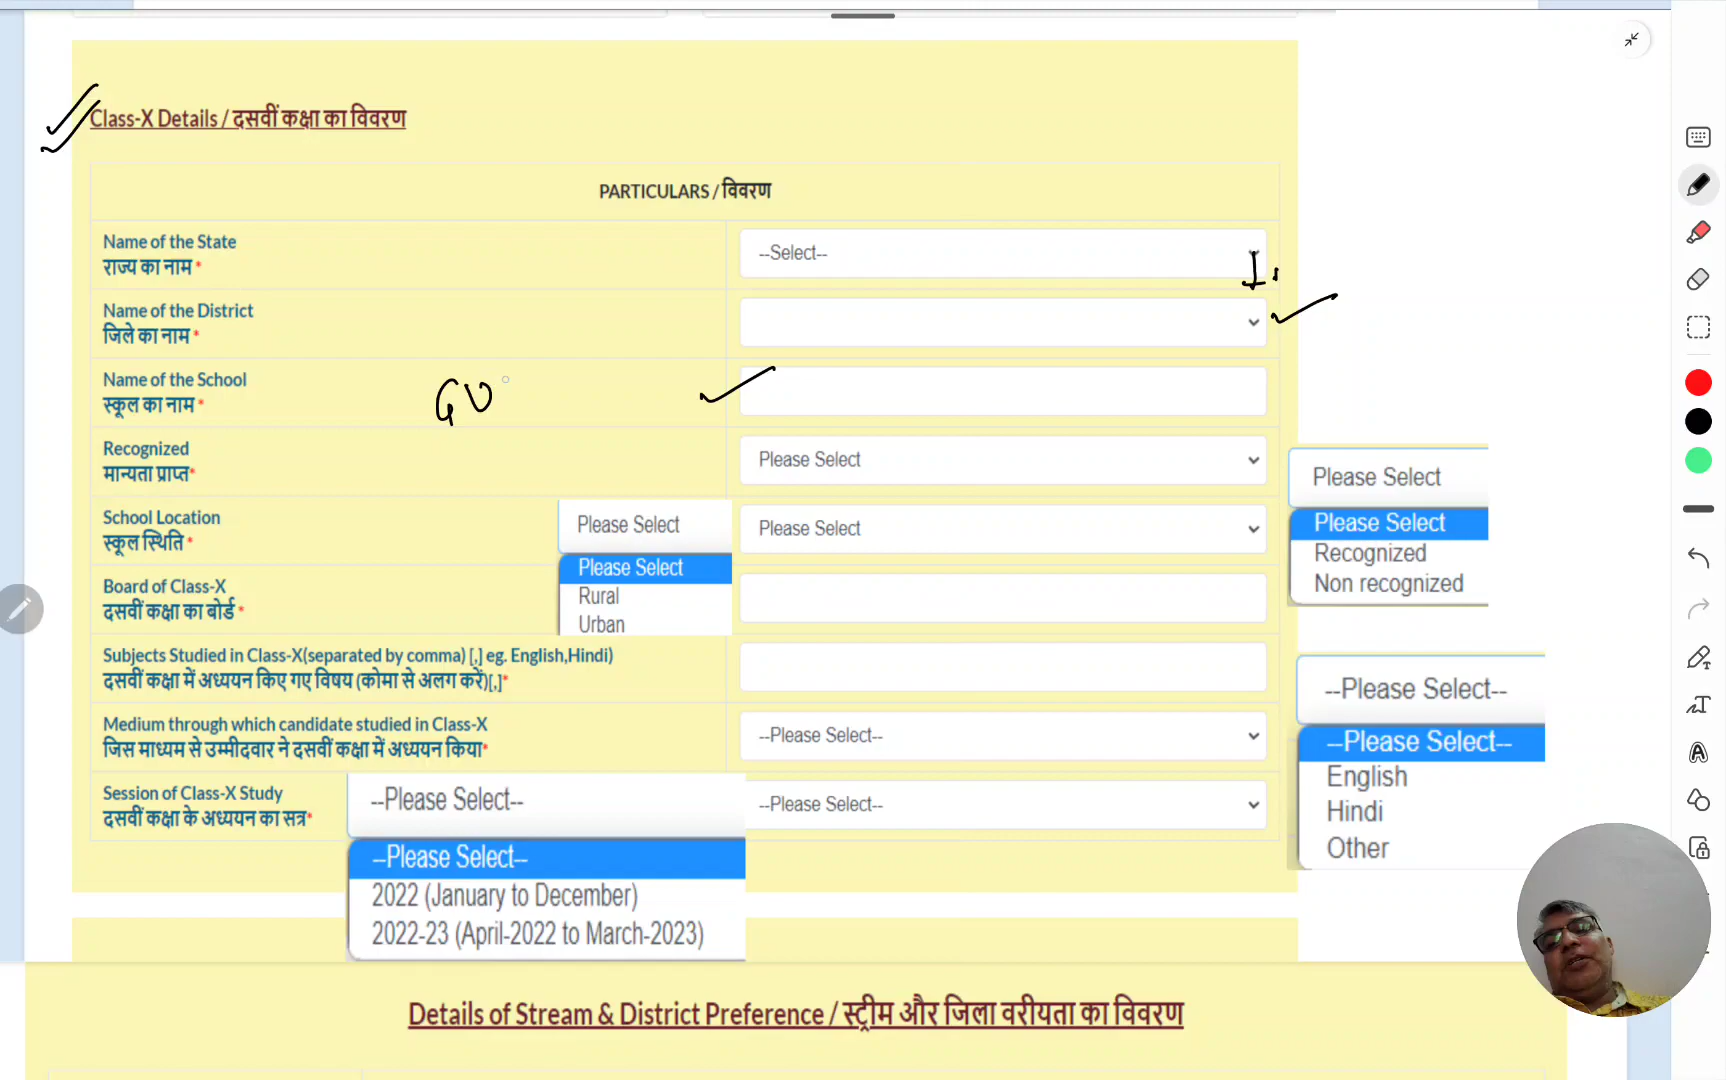 Class-X Details / दसवीं कक्षा का विवरण
PARTICULARS / विवरण
Name of the State
राज्य का नाम *
--Select--
Name of the District
जिले का नाम *
Name of the School
स्कूल का नाम *
GU
Recognized
मान्यता प्राप्त*
Please Select
Please Select
Please Select
Recognized
Non recognized
School Location
स्कूल स्थिति *
Please Select
Please Select
Rural
Urban
Please Select
Board of Class-X
दसवीं कक्षा का बोर्ड *
Subjects Studied in Class-X(separated by comma) [,] eg. English,Hindi)
दसवीं कक्षा में अध्ययन किए गए विषय (कोमा से अलग करें)[,]*
Medium through which candidate studied in Class-X
जिस माध्यम से उम्मीदवार ने दसवीं कक्षा में अध्ययन किया*
--Please Select--
--Please Select--
--Please Select--
English
Hindi
Other
Session of Class-X Study
दसवीं कक्षा के अध्ययन का सत्र*
--Please Select--
--Please Select--
2022 (January to December)
2022-23 (April-2022 to March-2023)
--Please Select--
Details of Stream & District Preference / स्ट्रीम और जिला वरीयता का विवरण